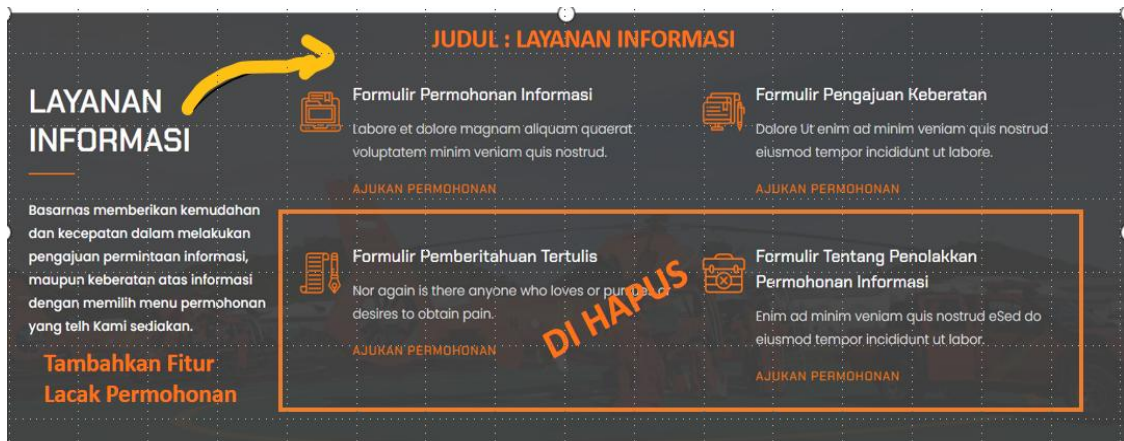 JUDUL : LAYANAN INFORMASI
LAYANAN
INFORMASI
Basarnas memberikan kemudahan
dan kecepatan dalam melakukan
pengajuan permintaan informasi,
maupun keberatan atas informasi
dengan memilih menu permohonan
yang telh Kami sediakan.
Tambahkan Fitur
Lacak Permohonan
Formulir Permohonan Informasi
Labore et dolore magnam aliquam quaerat
voluptatem minim veniam quis nostrud.
AJUKAN PERMOHONAN
Formulir Pengajuan Keberatan
Dolore Ut enim ad minim veniam quis nostrud
eiusmod tempor incididunt ut labore.
AJUKAN PERMOHONAN
Formulir Pemberitahuan Tertulis
Nor again is there anyone who loves or
desires to obtain pain.
AJUKAN PERMOHONAN
DI HAPUS
Formulir Tentang Penolakkan
Permohonan Informasi
Enim ad minim veniam quis nostrud eSed do
eiusmod tempor incididunt ut labor.
AJUKAN PERMOHONAN